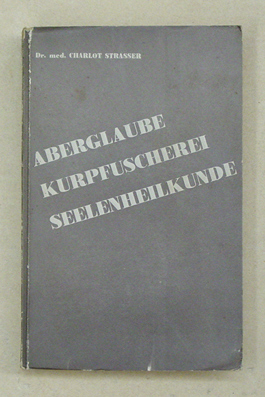 Dr. med. CHARLOT STRASSER
ABERGLAUBE
KURPFUSCHEREI
SEELENHEILKUNDE